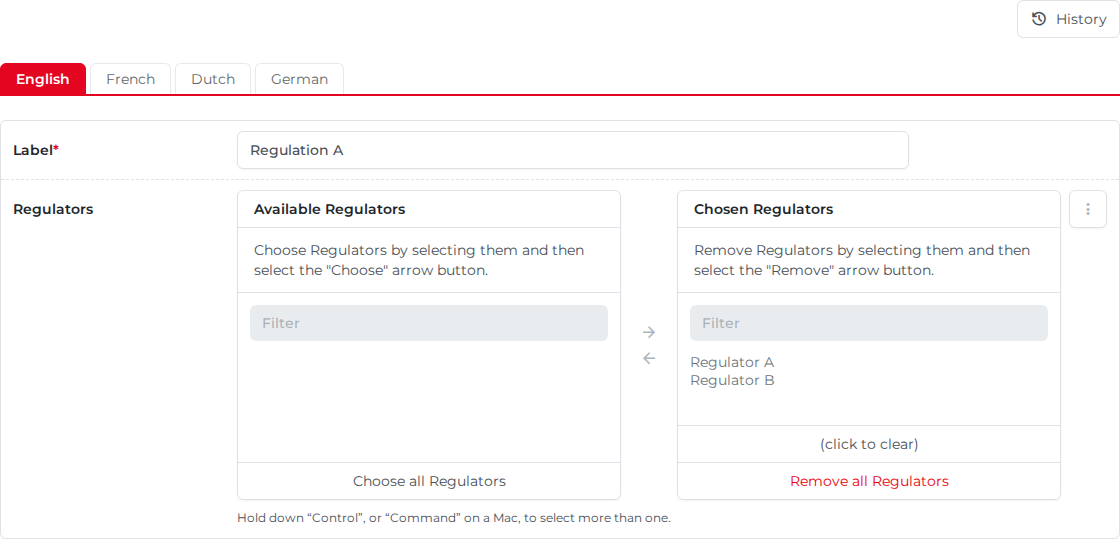 History
English
French
Dutch
German
Label*
Regulation A
Regulators
Available Regulators
Choose Regulators by selecting them and then
select the "Choose" arrow button.
Filter
Choose all Regulators
Chosen Regulators
Remove Regulators by selecting them and then
select the "Remove" arrow button.
Filter
Regulator A
Regulator B
(click to clear)
Remove all Regulators
Hold down “Control”, or “Command” on a Mac, to select more than one.